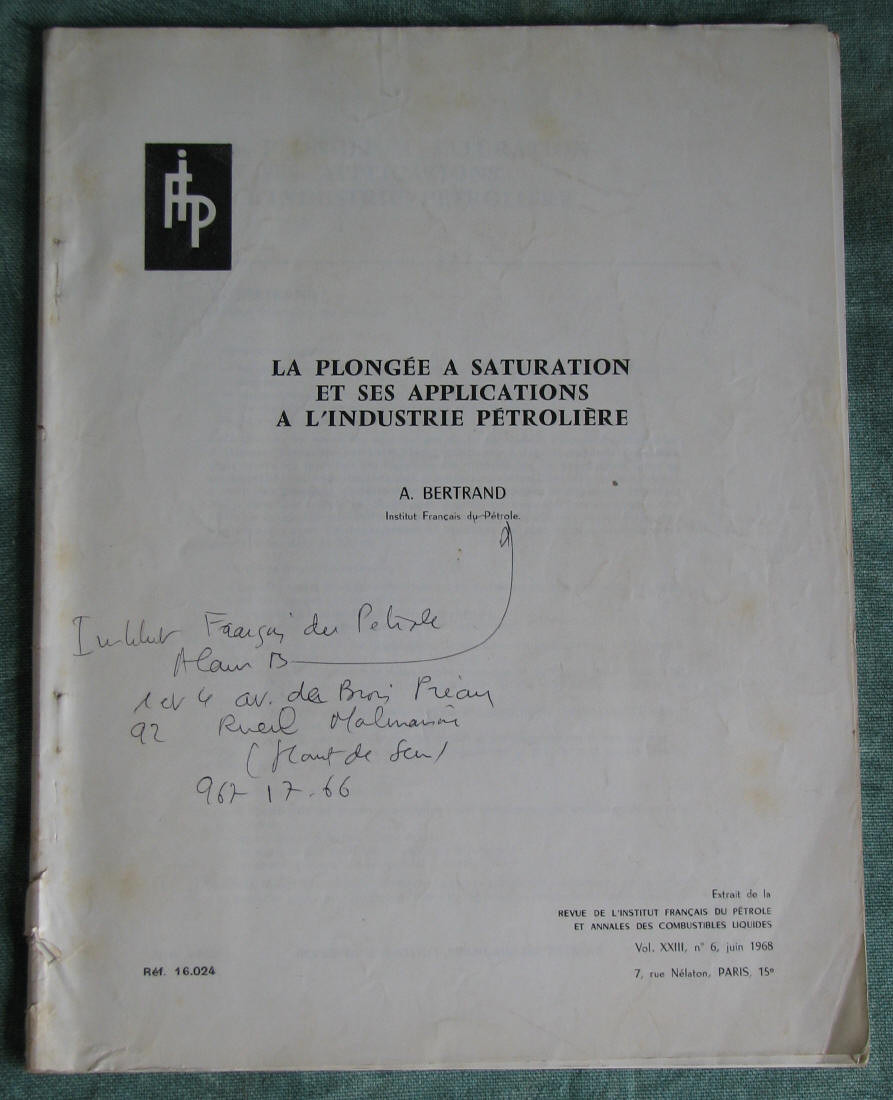 ifp
LA PLONGÉE A SATURATION
ET SES APPLICATIONS
A L'INDUSTRIE PÉTROLIÈRE
A. BERTRAND
Institut Français du Pétrole.
Institut Français du Pétrole
Alain B
1 et 4 av. de Bois Préau
92 Rueil Malmaison
(Haut de Sein)
967 17.66
Extrait de la
REVUE DE L'INSTITUT FRANÇAIS DU PÉTROLE
ET ANNALES DES COMBUSTIBLES LIQUIDES
Vol. XXIII, n° 6, juin 1968
7, rue Nélaton, PARIS, 15e
Réf. 16.024